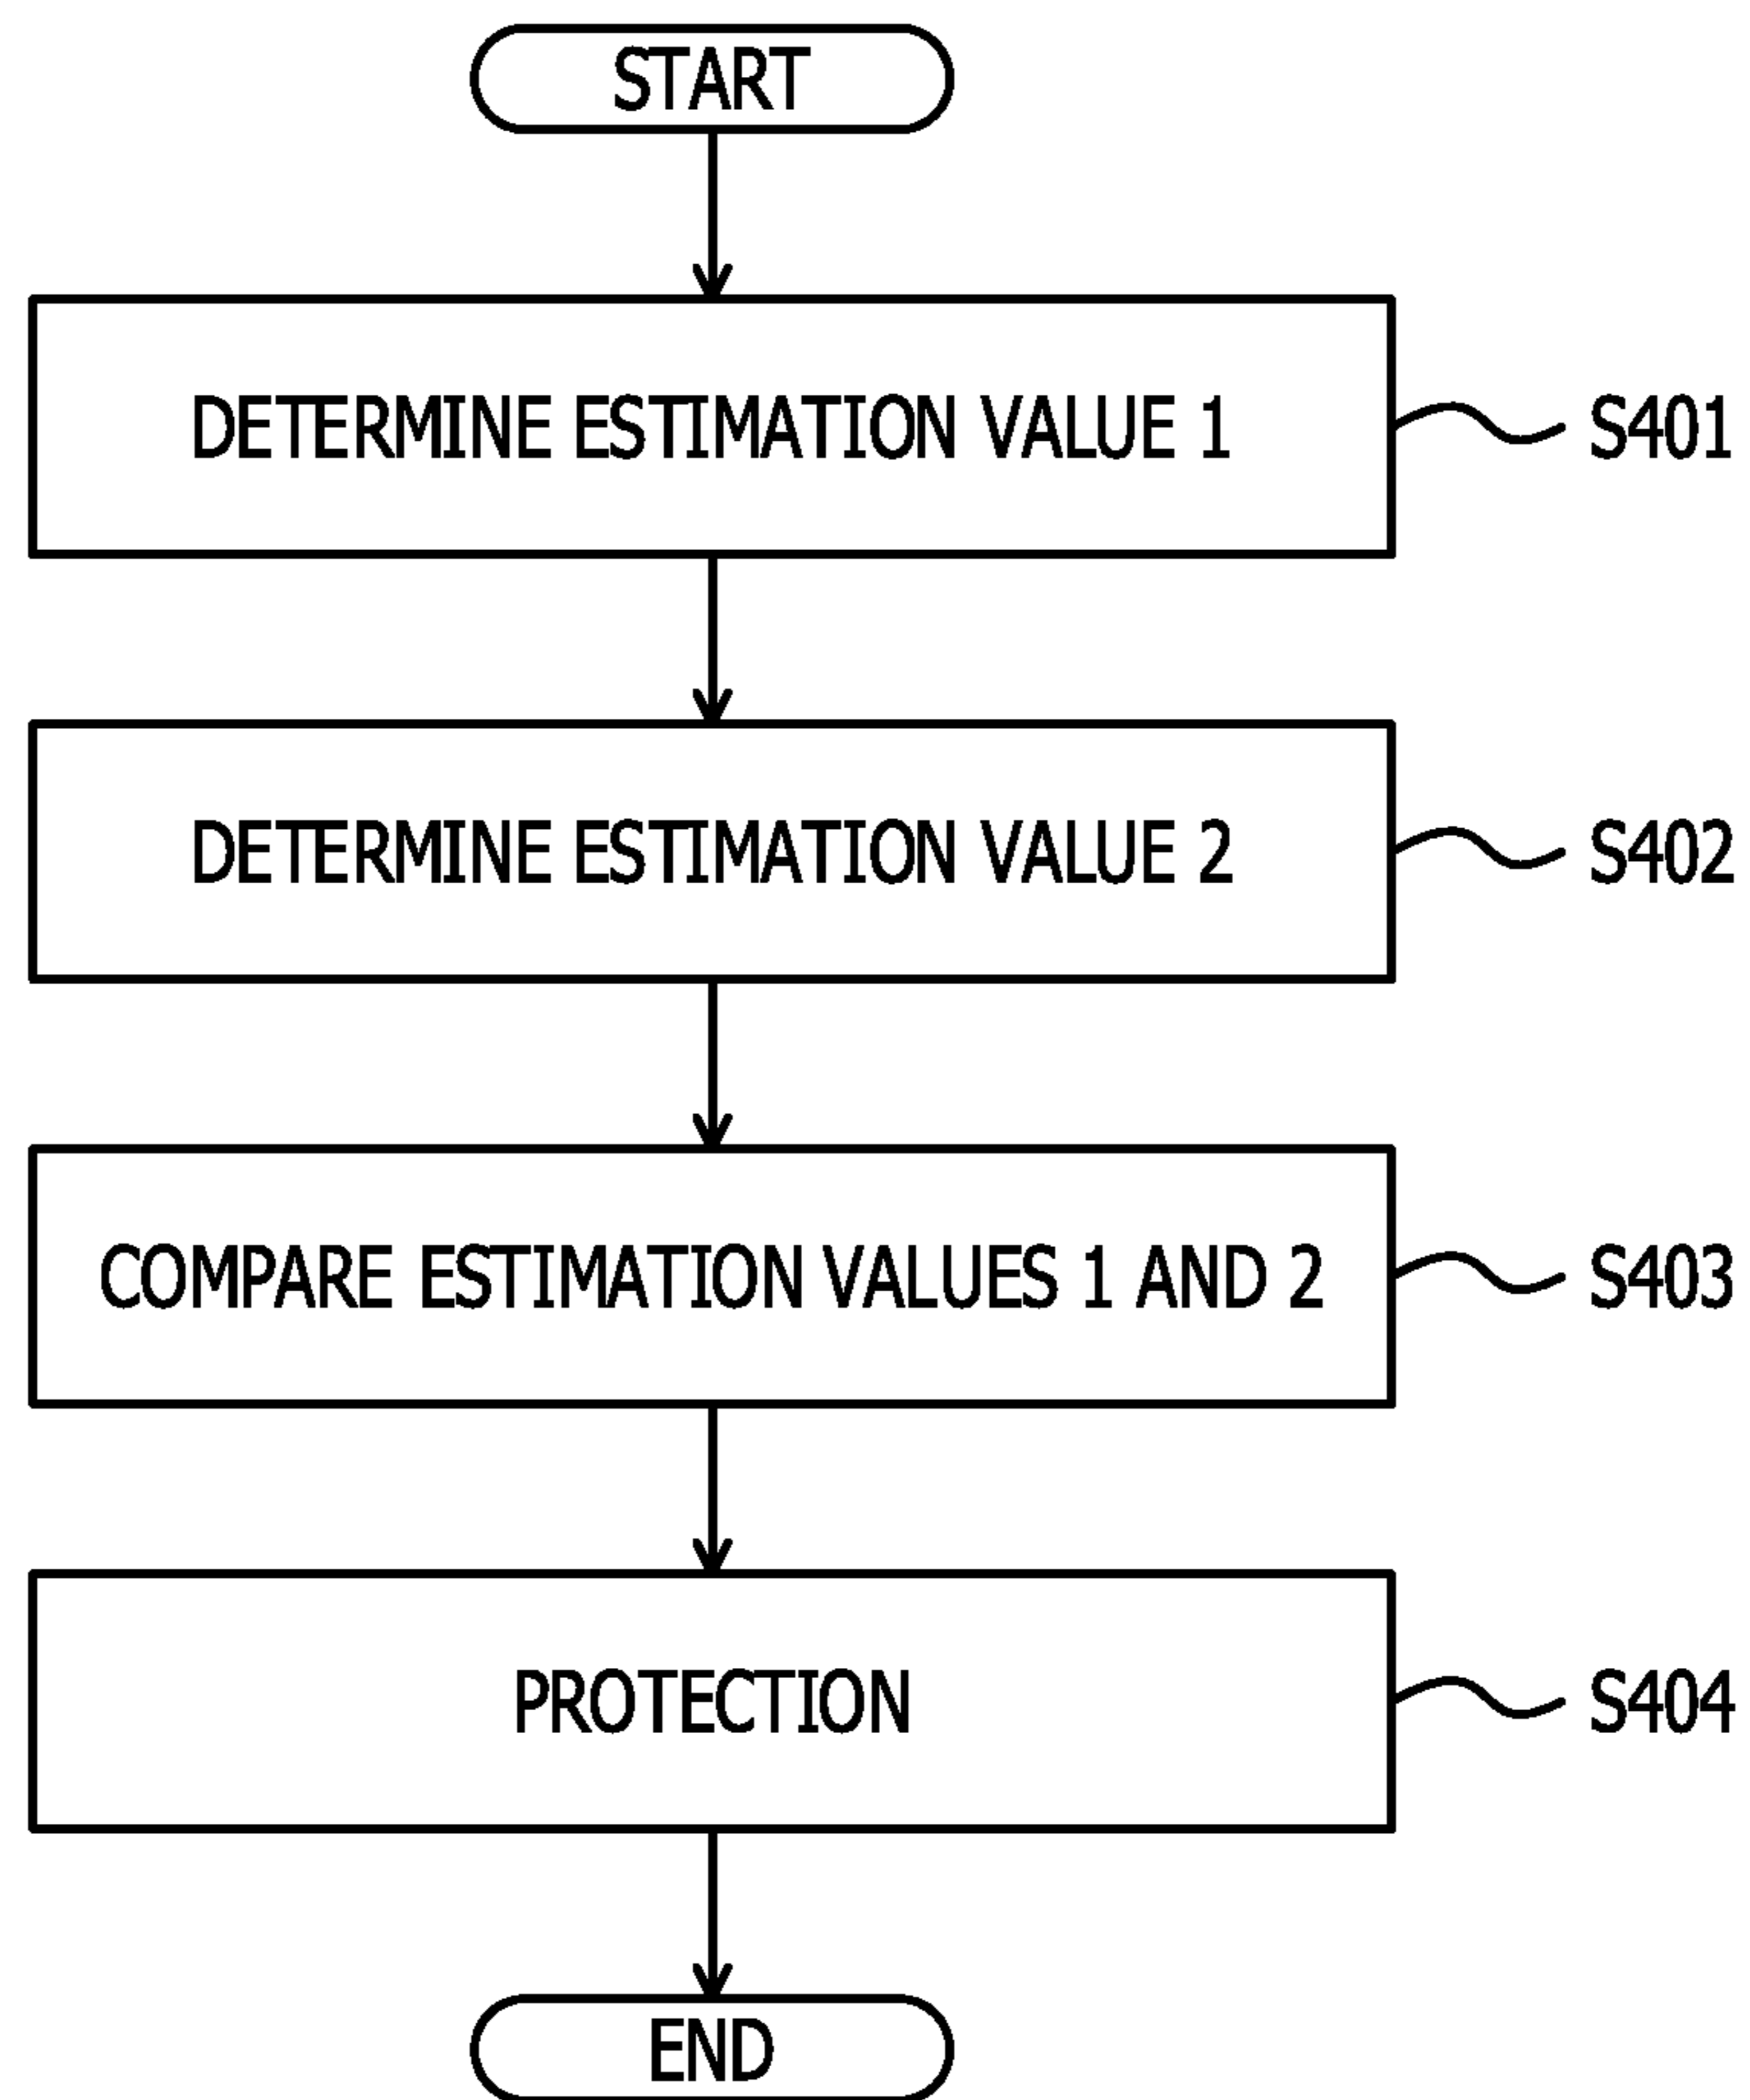 START
DETERMINE ESTIMATION VALUE 1
S401
DETERMINE ESTIMATION VALUE 2
S402
COMPARE ESTIMATION VALUES 1 AND 2
S403
PROTECTION
S404
END